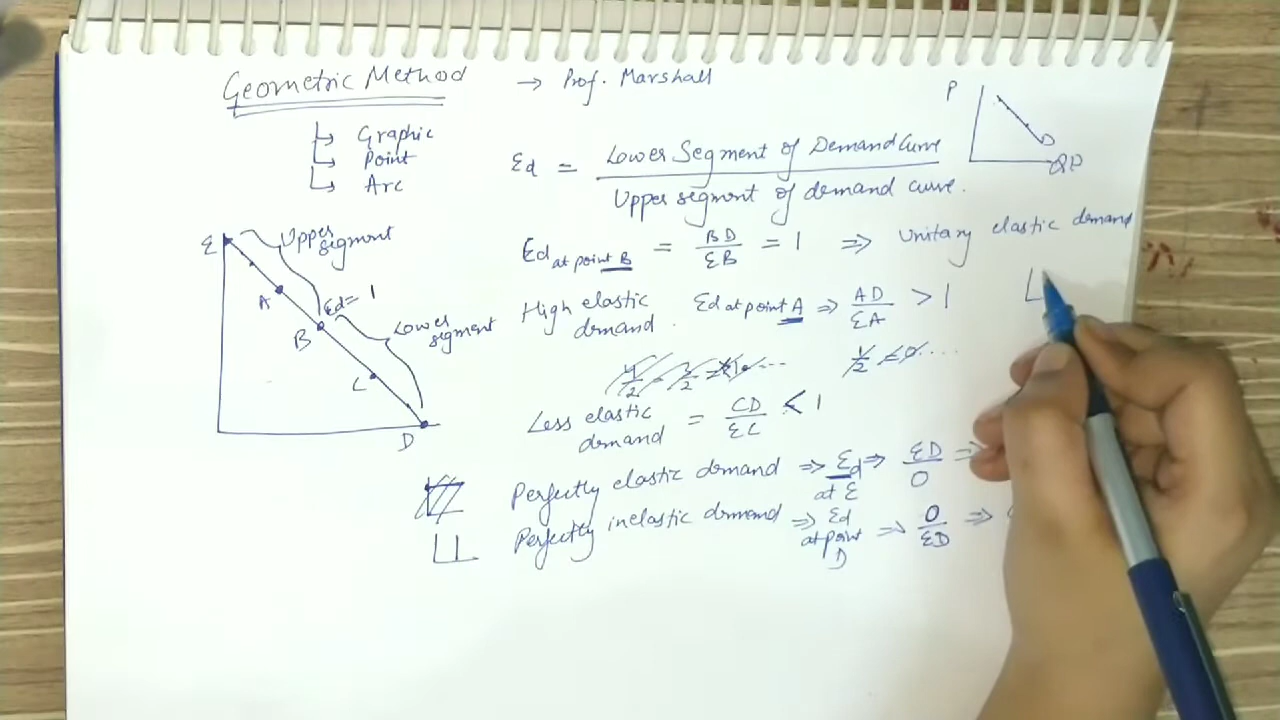 Geometric Method → Prof. Marshall
Graphic
Point
Arc
Ed = Lower Segment of Demand Curve
Upper segment of demand curve.
P
D
E
Upper segment
A
Ed = 1
B
Lower segment
C
D
Ed at point B = BD / EB = 1 ⇒ Unitary elastic demand
High elastic demand. Ed at point A ⇒ AD / EA > 1
Less elastic demand = CD / EC < 1
Perfectly elastic demand ⇒ Ed at E ⇒ ED / 0 ⇒
Perfectly inelastic demand ⇒ Ed at point D ⇒ 0 / ED ⇒